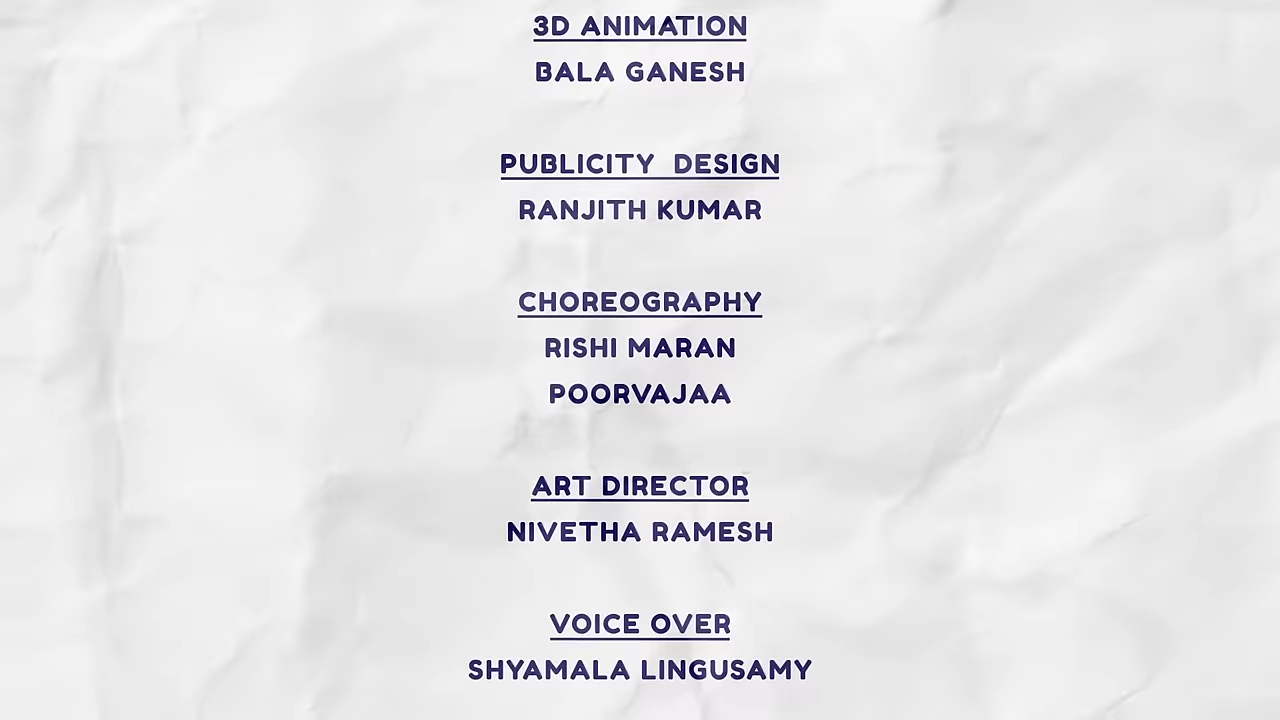 3D ANIMATION
BALA GANESH
PUBLICITY DESIGN
RANJITH KUMAR
CHOREOGRAPHY
RISHI MARAN
POORVAJAA
ART DIRECTOR
NIVETHA RAMESH
VOICE OVER
SHYAMALA LINGUSAMY